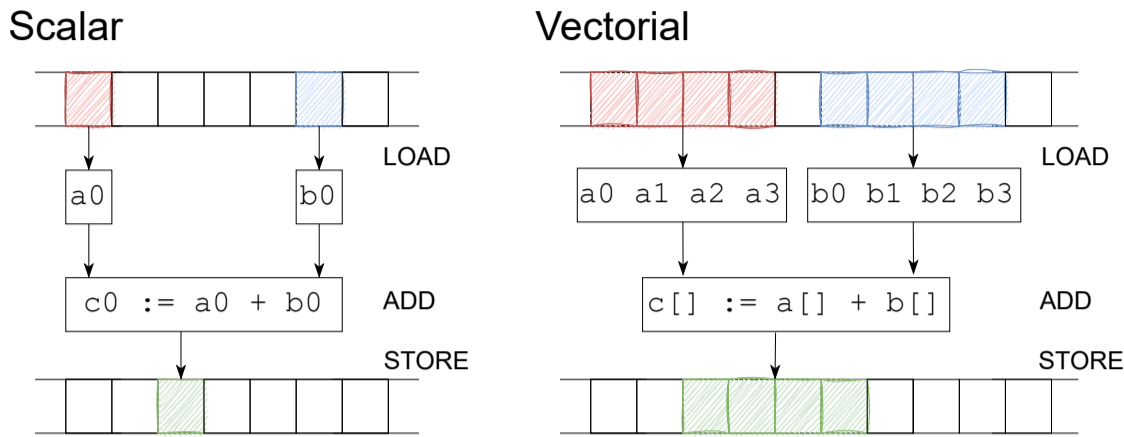 Scalar
LOAD
a0
b0
c0 := a0 + b0
ADD
STORE
Vectorial
LOAD
a0 a1 a2 a3
b0 b1 b2 b3
c[] := a[] + b[]
ADD
STORE